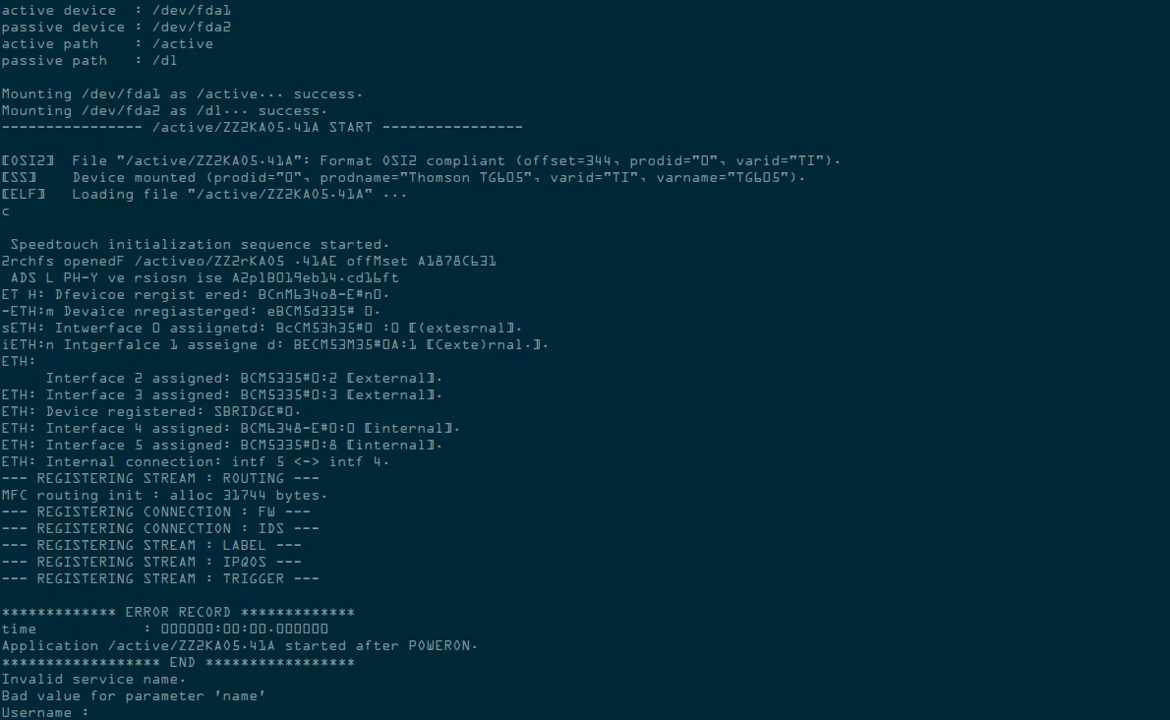 active device  : /dev/fda1
passive device : /dev/fda2
active path    : /active
passive path   : /dl
Mounting /dev/fda1 as /active... success.
Mounting /dev/fda2 as /dl... success.
---------------- /active/ZZ2KA05.41A START ----------------
[OSI2]  File "/active/ZZ2KA05.41A": Format OSI2 compliant (offset=344, prodid="0", varid="TI").
[SS]    Device mounted (prodid="0", prodname="Thomson TG605", varid="TI", varname="TG605").
[ELF]   Loading file "/active/ZZ2KA05.41A" ...
c
 Speedtouch initialization sequence started.
2rchfs openedF /activeo/ZZ2rKA05 .41AE offMset A1878C631
 ADS L PH-Y ve rsiosn ise A2p1B019eb14.cd16ft
ET H: Dfevicoe rergist ered: BCnM634o8-E#n0.
-ETH:m Devaice nregiasterged: eBCM5d335# 0.
sETH: Intwerface 0 assiignetd: BcCM53h35#0 :0 [(extesrnal].
iETH:n Intgerfalce 1 asseigne d: BECM53M35#0A:1 [Cexte)rnal.].
ETH:
     Interface 2 assigned: BCM5335#0:2 [external].
ETH: Interface 3 assigned: BCM5335#0:3 [external].
ETH: Device registered: SBRIDGE#0.
ETH: Interface 4 assigned: BCM6348-E#0:0 [internal].
ETH: Interface 5 assigned: BCM5335#0:8 [internal].
ETH: Internal connection: intf 5 <-> intf 4.
--- REGISTERING STREAM : ROUTING ---
MFC routing init : alloc 31744 bytes.
--- REGISTERING CONNECTION : FW ---
--- REGISTERING CONNECTION : IDS ---
--- REGISTERING STREAM : LABEL ---
--- REGISTERING STREAM : IPQOS ---
--- REGISTERING STREAM : TRIGGER ---
************* ERROR RECORD *************
time            : 000000:00:00.000000
Application /active/ZZ2KA05.41A started after POWERON.
****************** END *****************
Invalid service name.
Bad value for parameter 'name'
Username :